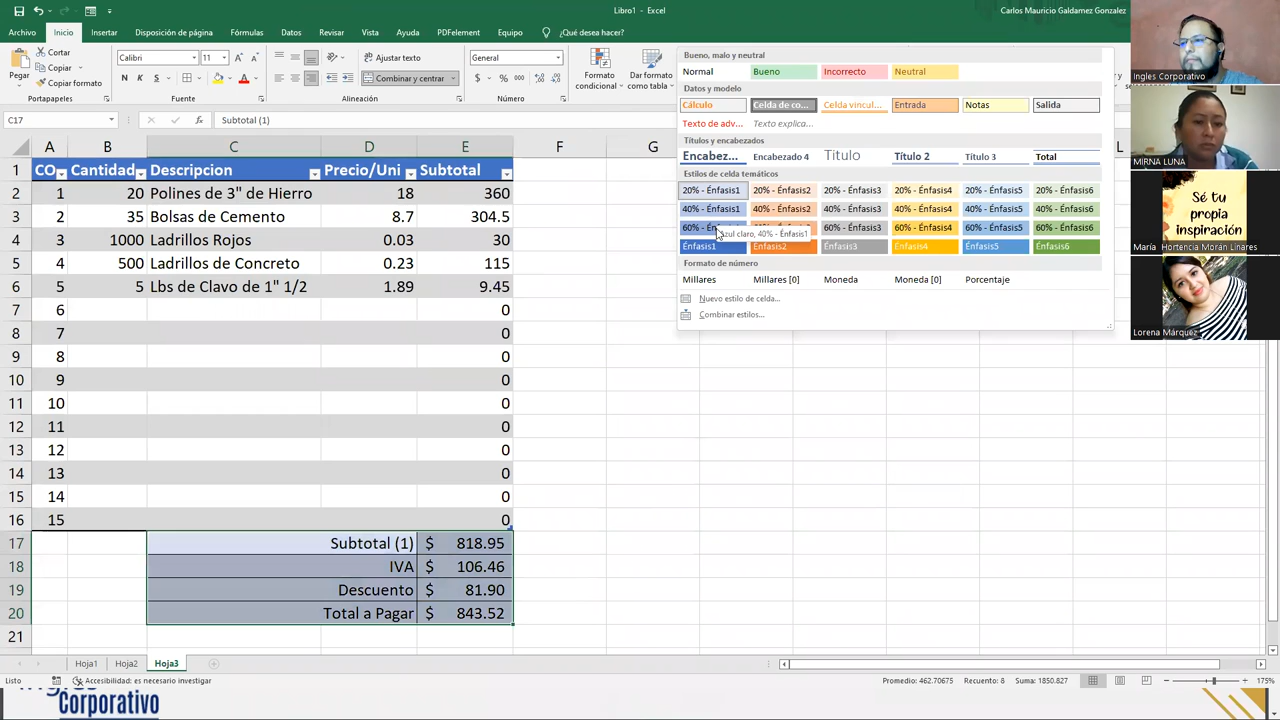 Libro1 - Excel
Carlos Mauricio Galdamez Gonzalez
Archivo Inicio Insertar Disposición de página Fórmulas Datos Revisar Vista Ayuda PDFelement Equipo ¿Qué desea hacer?
Pegar
Cortar
Copiar
Copiar formato
Portapapeles
Calibri 11
N K S
Fuente
Ajustar texto
Combinar y centrar
Alineación
General
$ % 000
Número
Formato condicional
Dar formato como tabla
Bueno, malo y neutral
Normal Bueno Incorrecto Neutral
Datos y modelo
Cálculo Celda de co... Celda vincul... Entrada Notas Salida
Texto de adv... Texto explica...
Títulos y encabezados
Encabez... Encabezado 4 Título Título 2 Título 3 Total
Estilos de celda temáticos
20% - Énfasis1 20% - Énfasis2 20% - Énfasis3 20% - Énfasis4 20% - Énfasis5 20% - Énfasis6
40% - Énfasis1 40% - Énfasis2 40% - Énfasis3 40% - Énfasis4 40% - Énfasis5 40% - Énfasis6
60% - 60% - Énfasis3 60% - Énfasis4 60% - Énfasis5 60% - Énfasis6
Azul claro, 40% - Énfasis1
Énfasis1 Énfasis2 Énfasis3 Énfasis4 Énfasis5 Énfasis6
Formato de número
Millares Millares [0] Moneda Moneda [0] Porcentaje
Nuevo estilo de celda...
Combinar estilos...
Ingles Corporativo
MIRNA LUNA
Sé tu
propia
inspiración
María Hortencia Morán Linares
Lorena Márquez
C17 fx Subtotal (1)
A B C D E F G L
1 CO Cantidad Descripcion Precio/Uni Subtotal
2 1 20 Polines de 3" de Hierro 18 360
3 2 35 Bolsas de Cemento 8.7 304.5
4 3 1000 Ladrillos Rojos 0.03 30
5 4 500 Ladrillos de Concreto 0.23 115
6 5 5 Lbs de Clavo de 1" 1/2 1.89 9.45
7 6 0
8 7 0
9 8 0
10 9 0
11 10 0
12 11 0
13 12 0
14 13 0
15 14 0
16 15 0
17 Subtotal (1) $ 818.95
18 IVA $ 106.46
19 Descuento $ 81.90
20 Total a Pagar $ 843.52
21
Hoja1 Hoja2 Hoja3
Listo Accesibilidad: es necesario investigar Promedio: 462.70675 Recuento: 8 Suma: 1850.827 175%
Corporativo